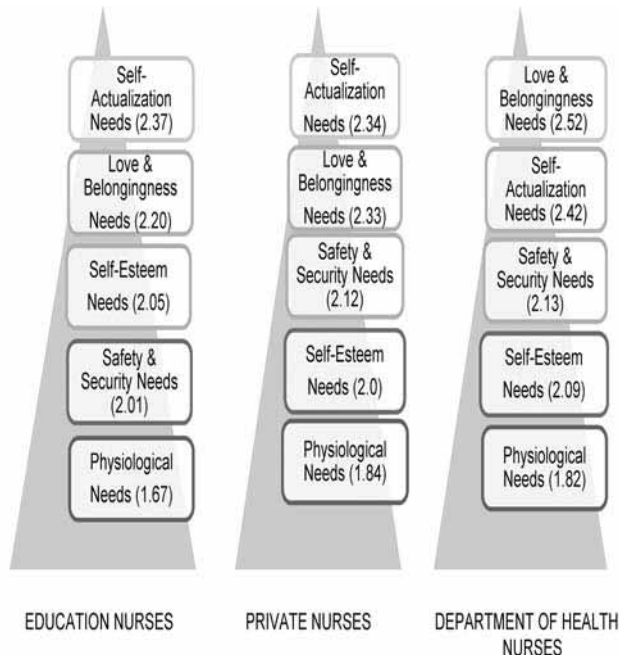 Self-
Actualization
Needs (2.37)
Love &
Belongingness
Needs (2.20)
Self-Esteem
Needs (2.05)
Safety &
Security Needs
(2.01)
Physiological
Needs (1.67)
EDUCATION NURSES
Self-
Actualization
Needs (2.34)
Love &
Belongingness
Needs (2.33)
Safety &
Security Needs
(2.12)
Self-Esteem
Needs (2.0)
Physiological
Needs (1.84)
PRIVATE NURSES
Love &
Belongingness
Needs (2.52)
Self-
Actualization
Needs (2.42)
Safety &
Security Needs
(2.13)
Self-Esteem
Needs (2.09)
Physiological
Needs (1.82)
DEPARTMENT OF HEALTH
NURSES